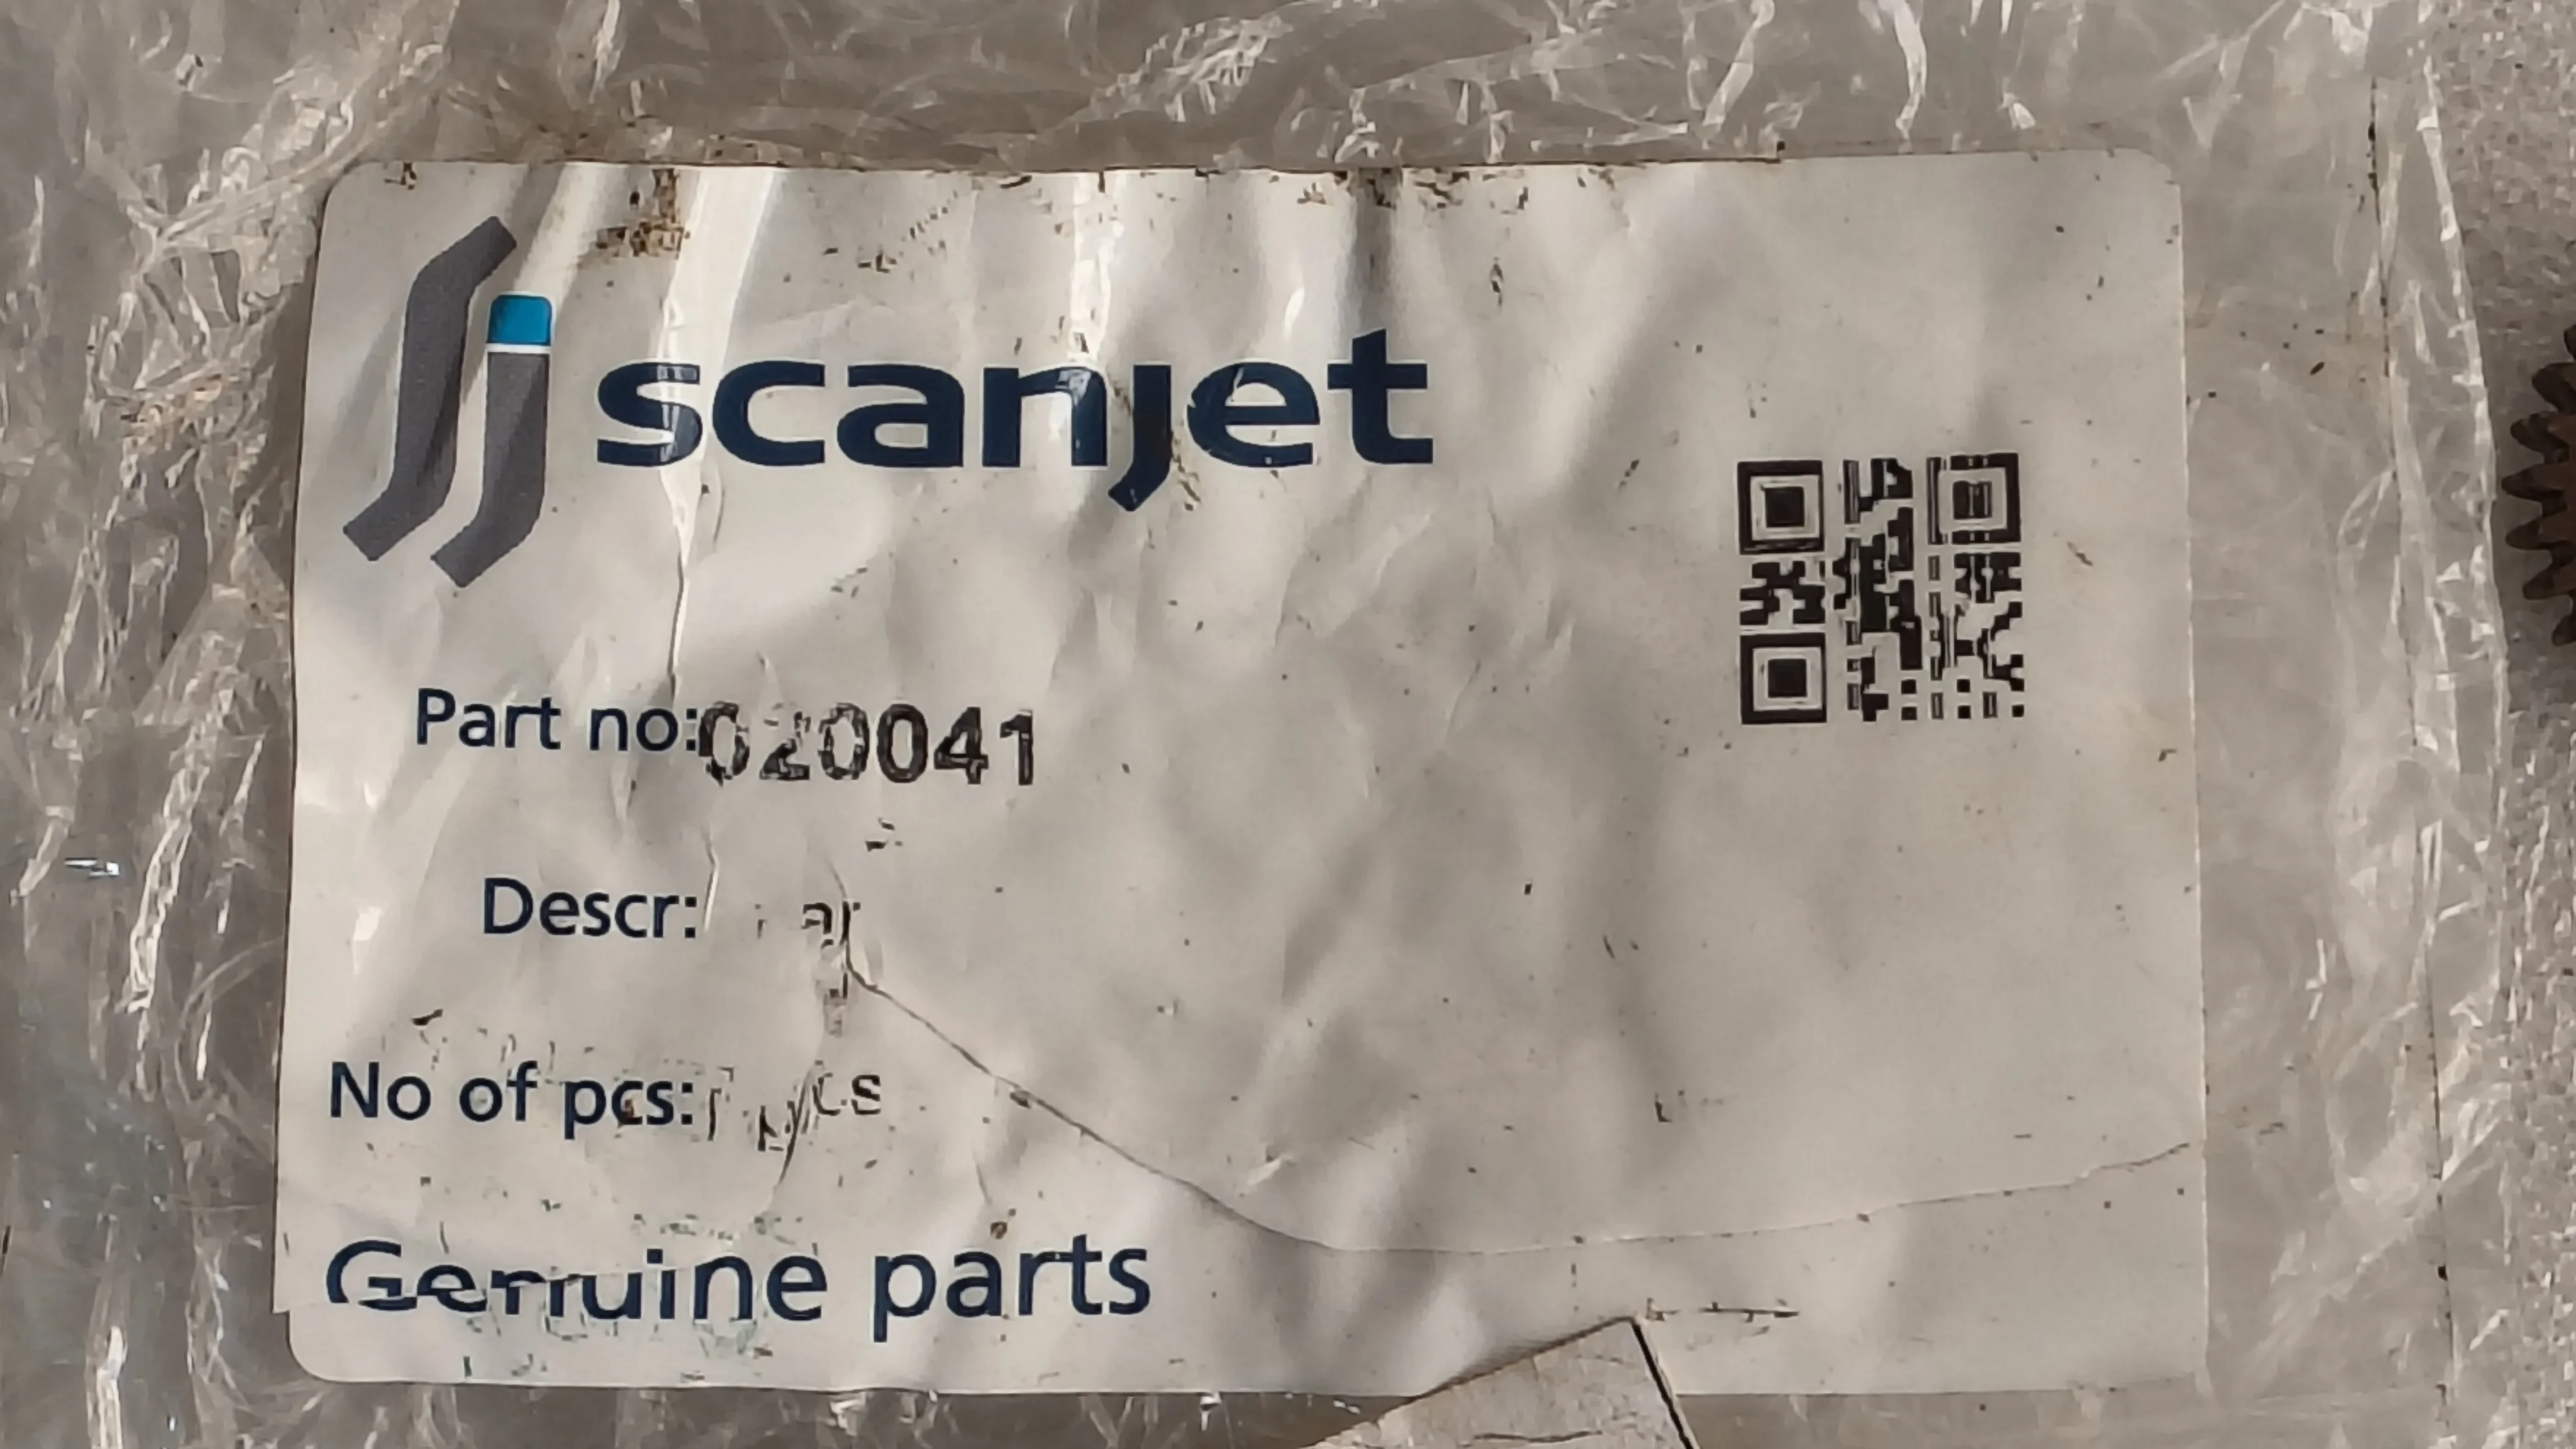 scanjet
Part no: 020041
Descr:
No of pcs:
Genuine parts